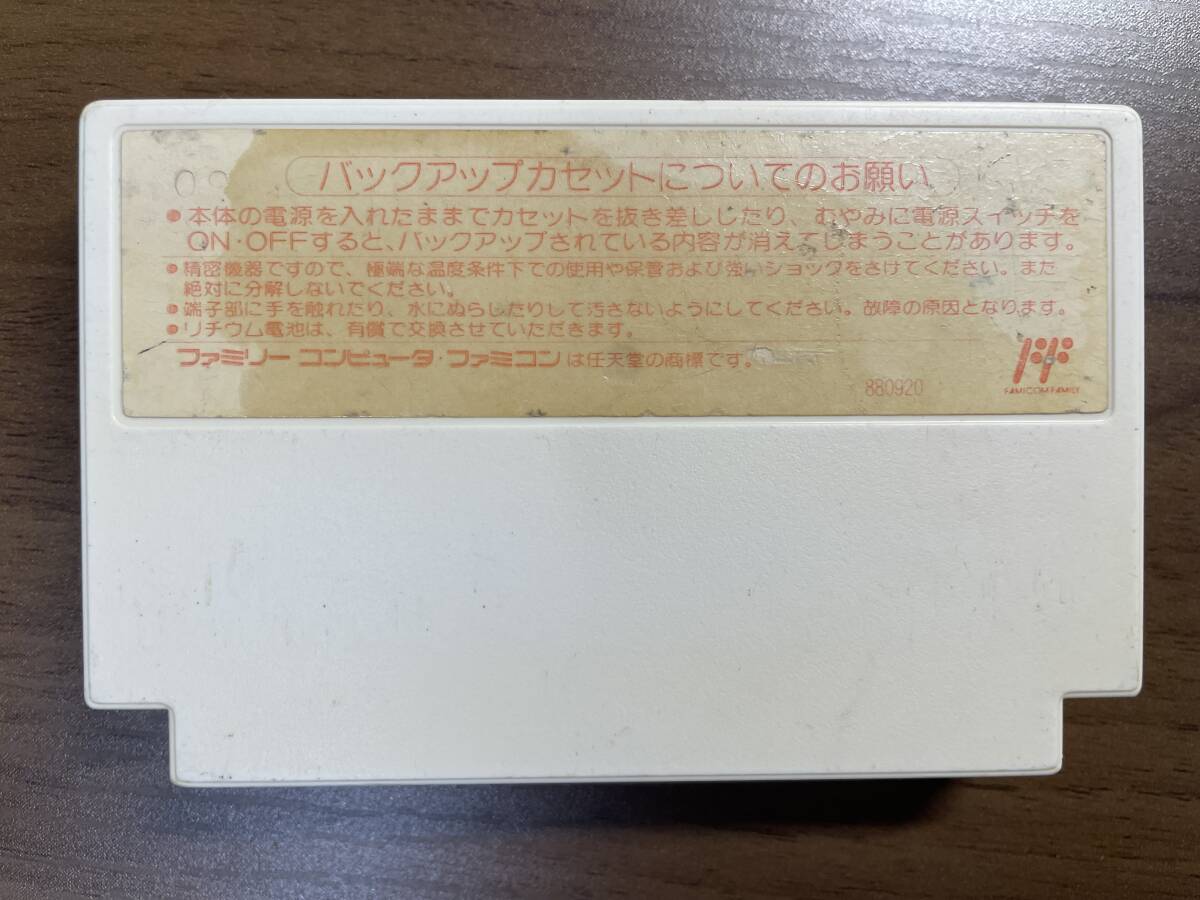 バックアップカセットについてのお願い
●本体の電源を入れたままでカセットを抜き差ししたり、むやみに電源スイッチを
ON・OFFすると、バックアップされている内容が消えてしまうことがあります。
●精密機器ですので、極端な温度条件下での使用や保管および強いショックをさけてください。また
絶対に分解しないでください。
●端子部に手を触れたり、水にぬらしたりして汚さないようにしてください。故障の原因となります。
●リチウム電池は、有償で交換させていただきます。
ファミリー コンピュータ・ファミコンは任天堂の商標です。
880920
FAMICOM FAMILY